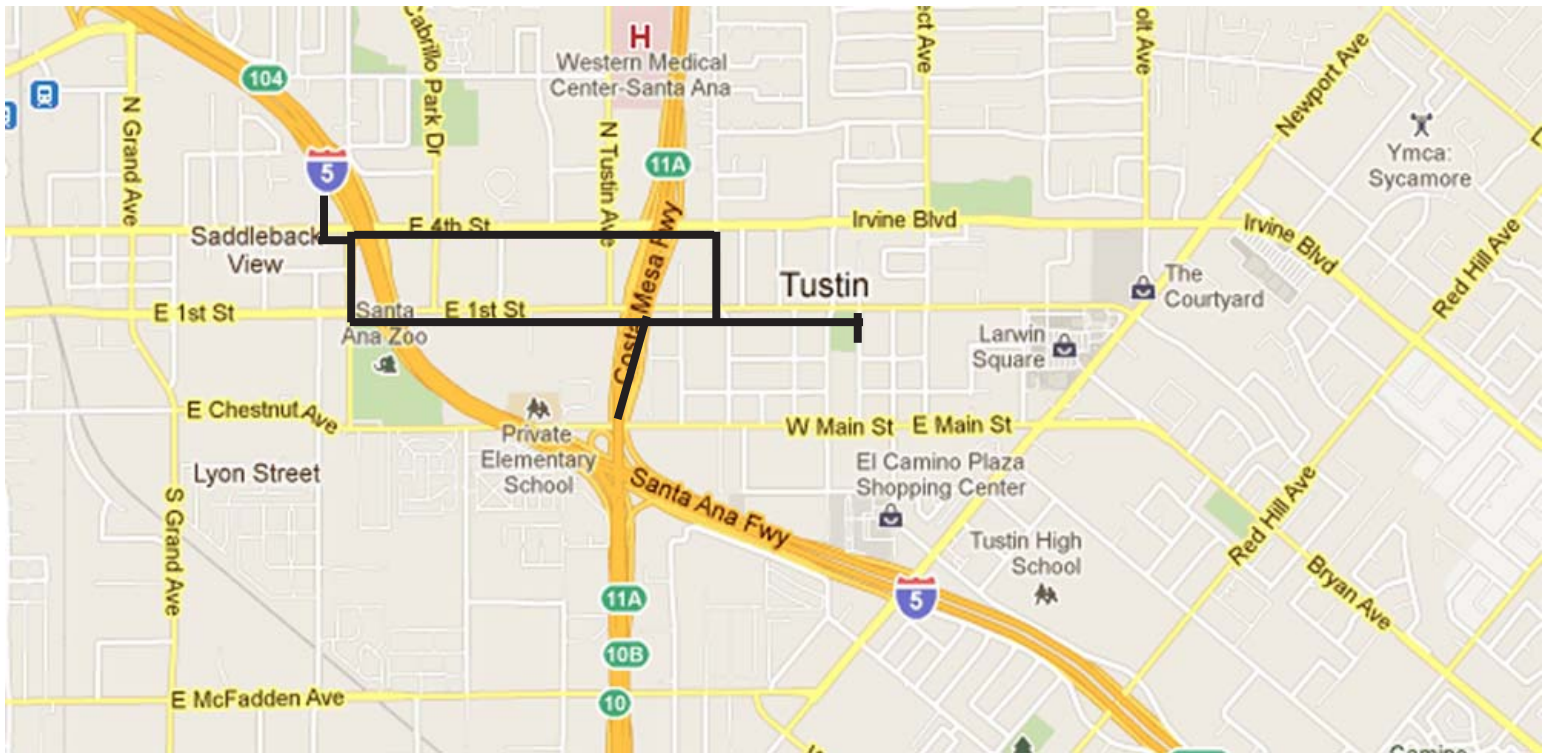 Cabrillo Park Dr
H
Western Medical
Center-Santa Ana
ect Ave
olt Ave
Newport Ave
104
N Grand Ave
N Tustin Ave
11A
Ymca:
Sycamore
5
Saddleback
View
E 4th St
Costa Mesa Fwy
Irvine Blvd
Irvine Blvd
Red Hill Ave
Tustin
The
Courtyard
E 1st St
Santa
Ana Zoo
E 1st St
Larwin
Square
E Chestnut Ave
Private
Elementary
School
W Main St
E Main St
Lyon Street
Santa Ana Fwy
El Camino Plaza
Shopping Center
S Grand Ave
Red Hill Ave
Tustin High
School
Bryan Ave
5
11A
10B
E McFadden Ave
10